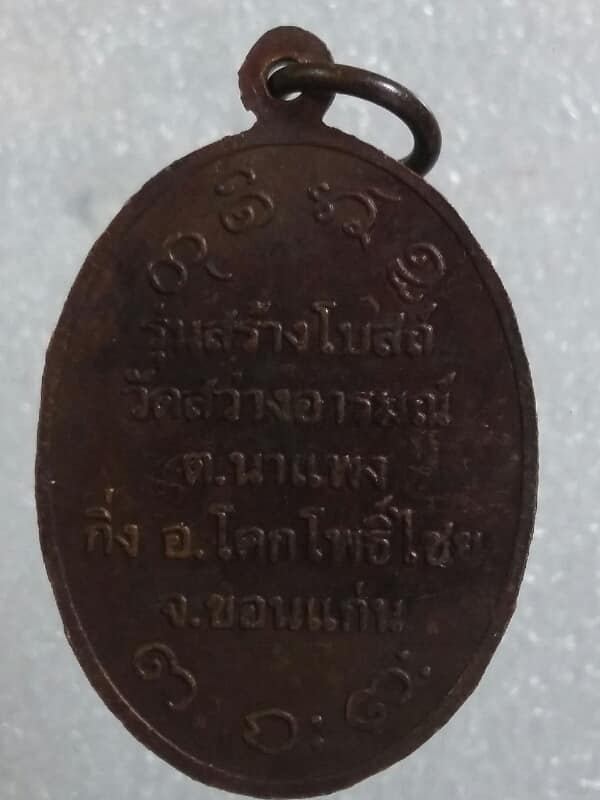 รุ่นสร้างโบสถ์
วัดสว่างอารมณ์
ต.นาแพง
กิ่ง อ.โคกโพธิ์ไชย
จ.ขอนแก่น